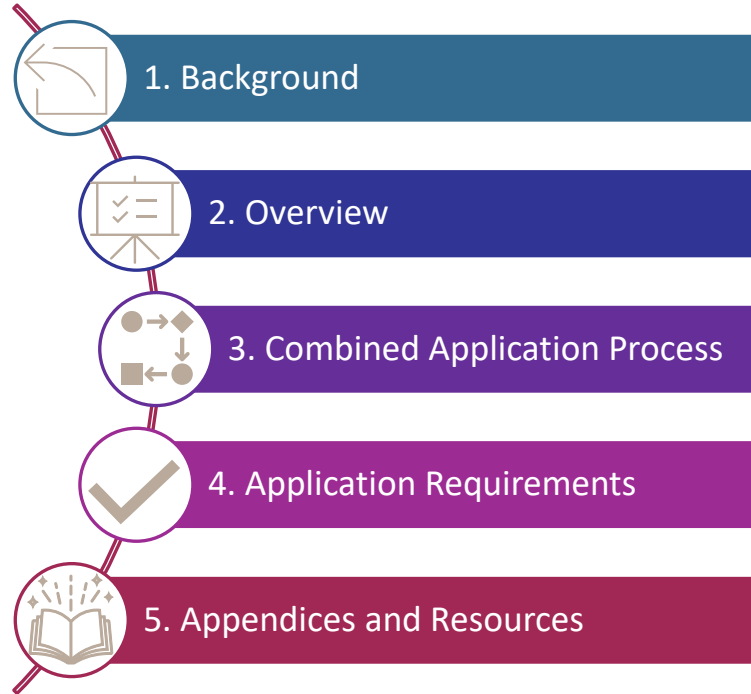 1. Background
2. Overview
3. Combined Application Process
4. Application Requirements
5. Appendices and Resources